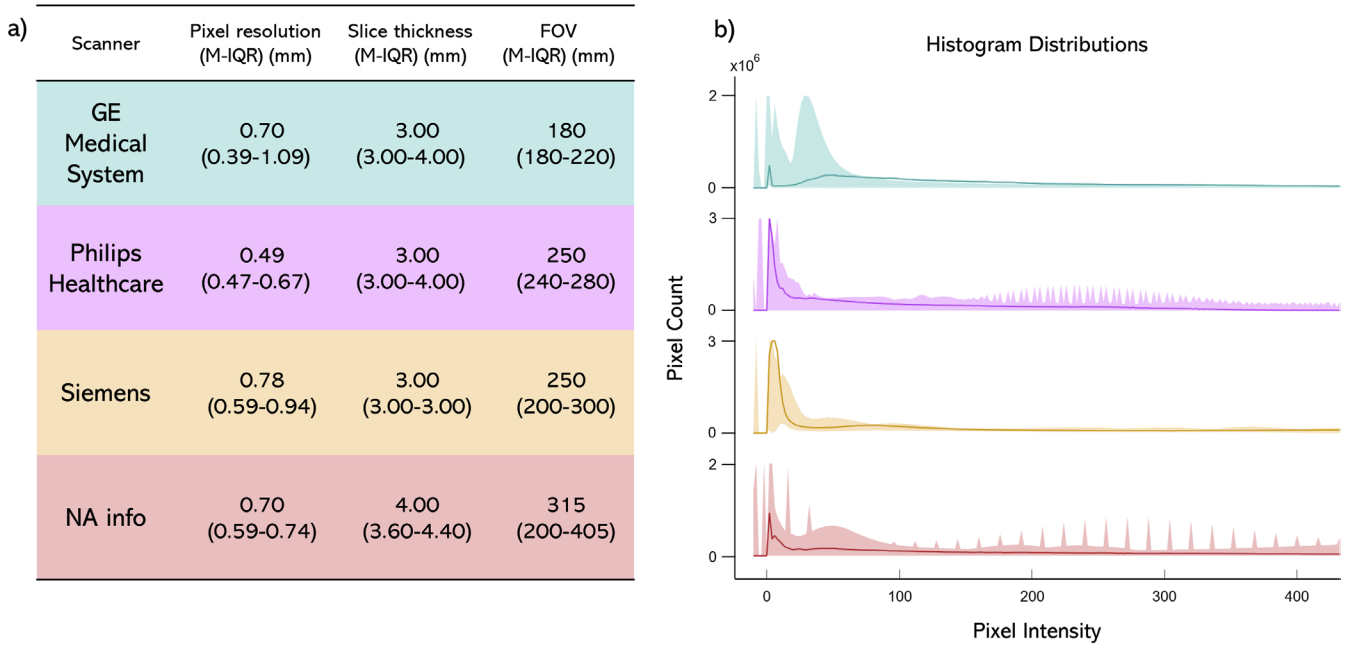 a)
Scanner
Pixel resolution
(M-IQR) (mm)
Slice thickness
(M-IQR) (mm)
FOV
(M-IQR) (mm)
GE
Medical
System
0.70
(0.39-1.09)
3.00
(3.00-4.00)
180
(180-220)
Philips
Healthcare
0.49
(0.47-0.67)
3.00
(3.00-4.00)
250
(240-280)
Siemens
0.78
(0.59-0.94)
3.00
(3.00-3.00)
250
(200-300)
NA info
0.70
(0.59-0.74)
4.00
(3.60-4.40)
315
(200-405)
b)
Histogram Distributions
x10⁶
2
0
3
0
3
0
2
0
Pixel Count
0 100 200 300 400
Pixel Intensity